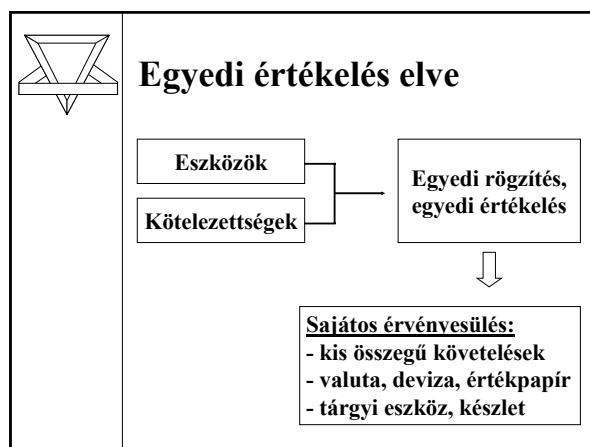 Egyedi értékelés elve
Eszközök
Kötelezettségek
Egyedi rögzítés,
egyedi értékelés
Sajátos érvényesülés:
- kis összegű követelések
- valuta, deviza, értékpapír
- tárgyi eszköz, készlet